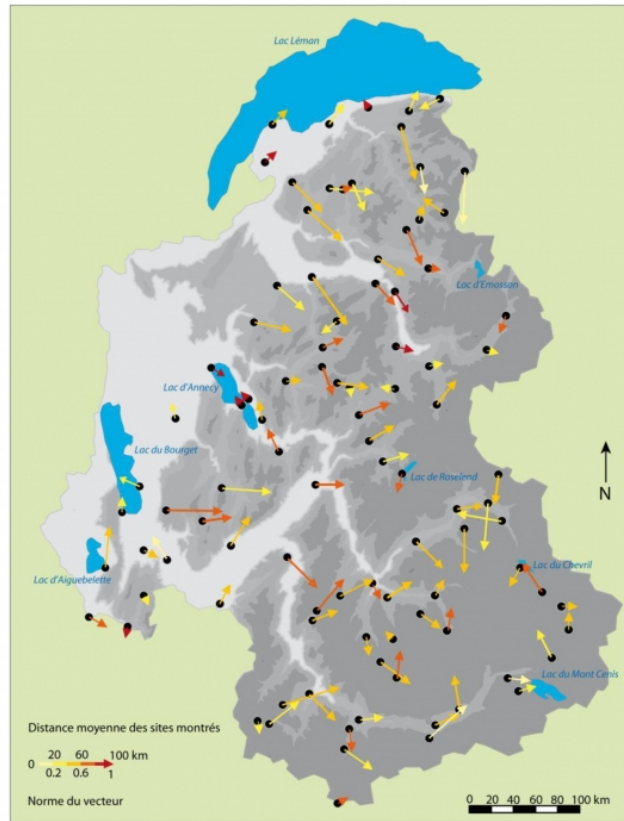 Lac Léman
Lac d'Emosson
Lac d'Annecy
Lac du Bourget
Lac de Roselend
N
Lac du Chevril
Lac d'Aiguebelette
Lac du Mont Cenis
Distance moyenne des sites montrés
20 60 100 km
0 0.2 0.6 1
Norme du vecteur
0 20 40 60 80 100 km